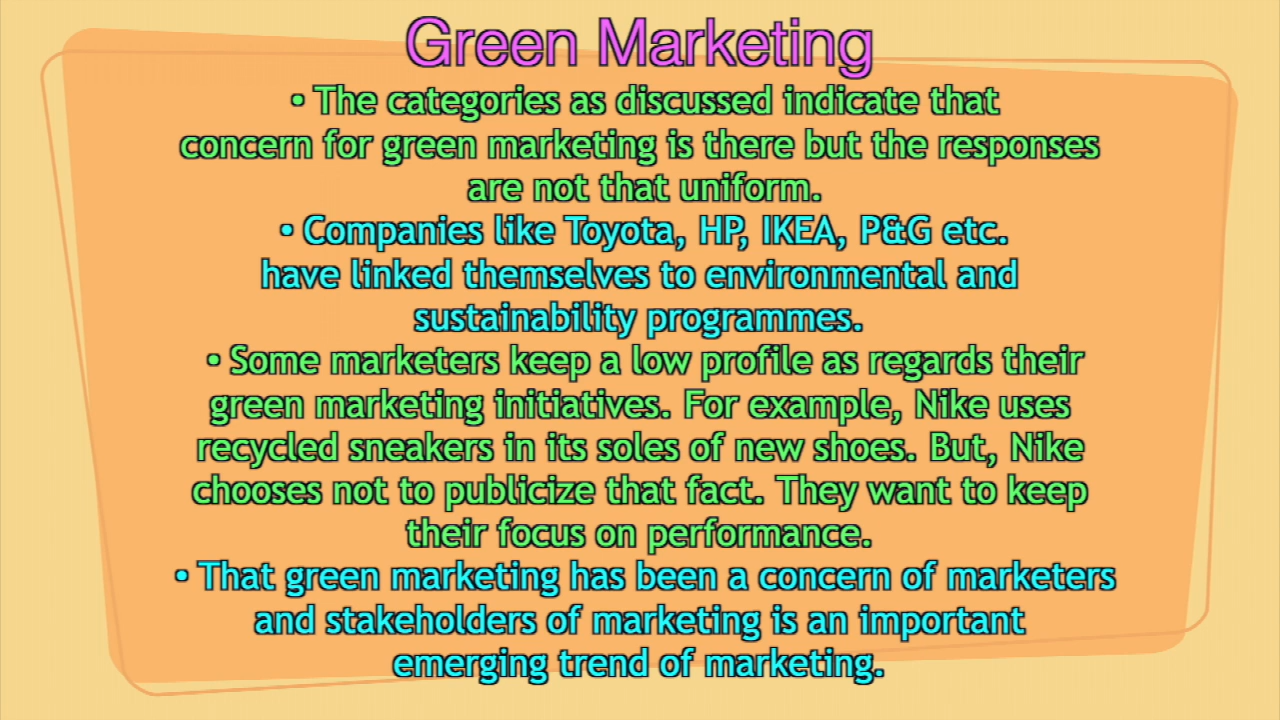 Green Marketing
• The categories as discussed indicate that
concern for green marketing is there but the responses
are not that uniform.
• Companies like Toyota, HP, IKEA, P&G etc.
have linked themselves to environmental and
sustainability programmes.
• Some marketers keep a low profile as regards their
green marketing initiatives. For example, Nike uses
recycled sneakers in its soles of new shoes. But, Nike
chooses not to publicize that fact. They want to keep
their focus on performance.
• That green marketing has been a concern of marketers
and stakeholders of marketing is an important
emerging trend of marketing.